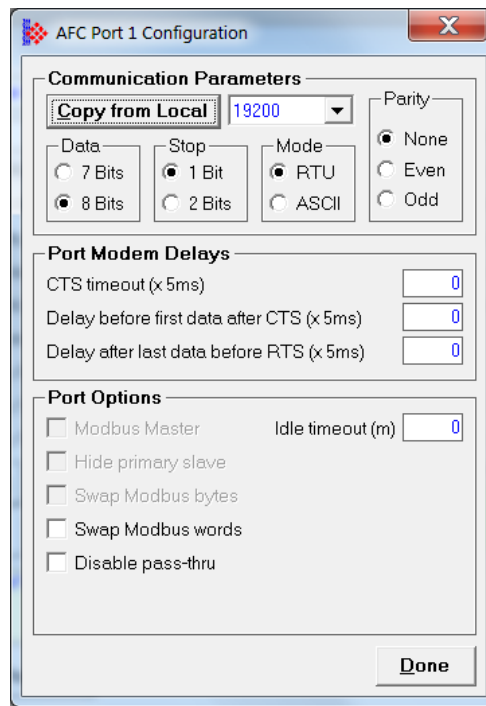 AFC Port 1 Configuration
Communication Parameters
Copy from Local 19200
Parity
None
Even
Odd
Data
7 Bits
8 Bits
Stop
1 Bit
2 Bits
Mode
RTU
ASCII
Port Modem Delays
CTS timeout (x 5ms) 0
Delay before first data after CTS (x 5ms) 0
Delay after last data before RTS (x 5ms) 0
Port Options
Modbus Master Idle timeout (m) 0
Hide primary slave
Swap Modbus bytes
Swap Modbus words
Disable pass-thru
Done